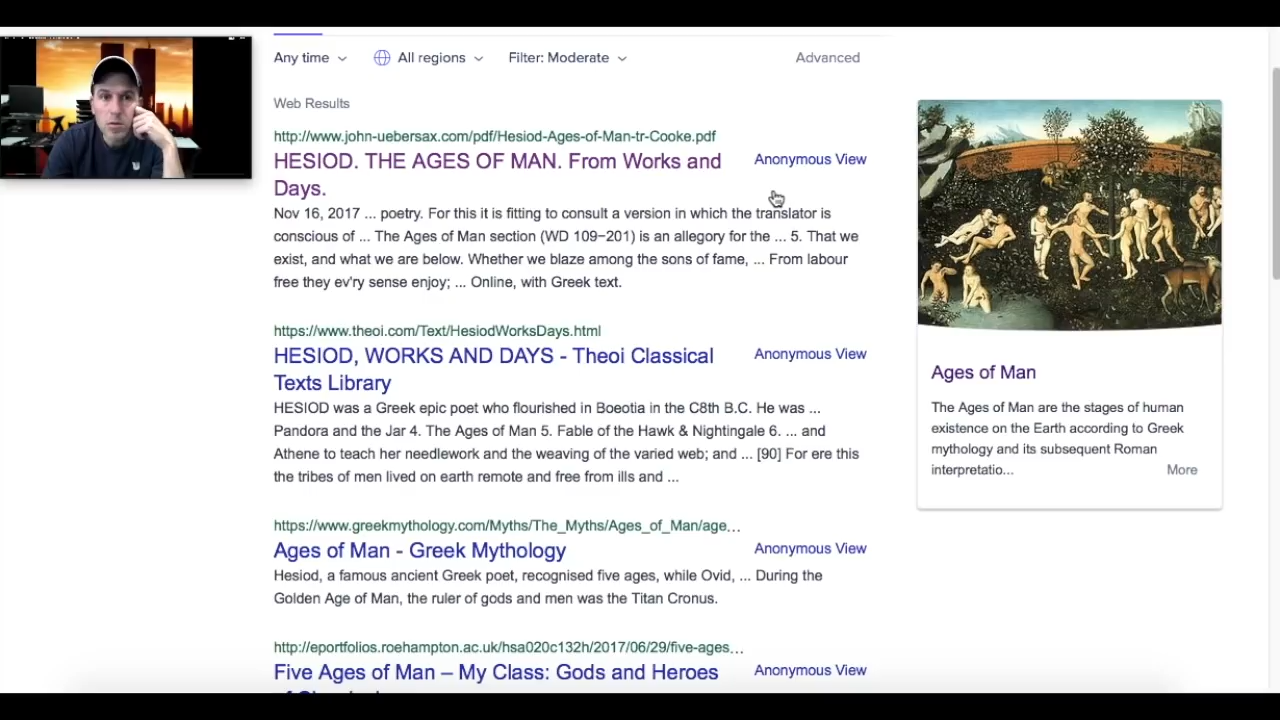 Any time
All regions
Filter: Moderate
Advanced
Web Results
http://www.john-uebersax.com/pdf/Hesiod-Ages-of-Man-tr-Cooke.pdf
HESIOD. THE AGES OF MAN. From Works and
Days.
Anonymous View
Nov 16, 2017 ... poetry. For this it is fitting to consult a version in which the translator is
conscious of ... The Ages of Man section (WD 109–201) is an allegory for the ... 5. That we
exist, and what we are below. Whether we blaze among the sons of fame, ... From labour
free they ev'ry sense enjoy; ... Online, with Greek text.
https://www.theoi.com/Text/HesiodWorksDays.html
HESIOD, WORKS AND DAYS - Theoi Classical
Texts Library
Anonymous View
HESIOD was a Greek epic poet who flourished in Boeotia in the C8th B.C. He was ...
Pandora and the Jar 4. The Ages of Man 5. Fable of the Hawk & Nightingale 6. ... and
Athene to teach her needlework and the weaving of the varied web; and ... [90] For ere this
the tribes of men lived on earth remote and free from ills and ...
https://www.greekmythology.com/Myths/The_Myths/Ages_of_Man/age...
Ages of Man - Greek Mythology
Anonymous View
Hesiod, a famous ancient Greek poet, recognised five ages, while Ovid, ... During the
Golden Age of Man, the ruler of gods and men was the Titan Cronus.
http://eportfolios.roehampton.ac.uk/hsa020c132h/2017/06/29/five-ages...
Five Ages of Man – My Class: Gods and Heroes
Anonymous View
Ages of Man
The Ages of Man are the stages of human
existence on the Earth according to Greek
mythology and its subsequent Roman
interpretatio...
More